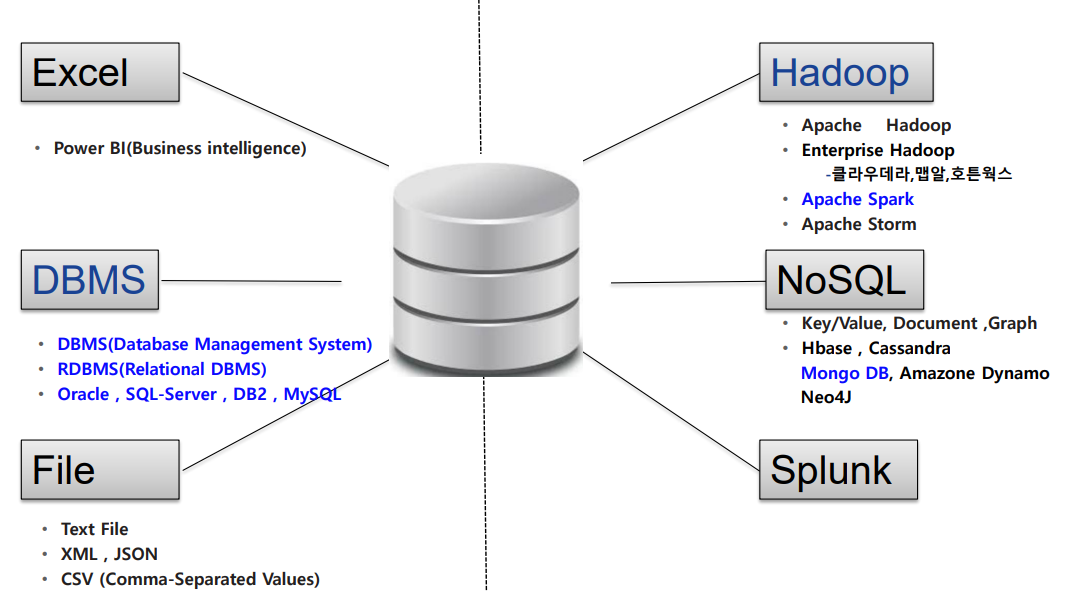 Excel
• Power BI(Business intelligence)
DBMS
• DBMS(Database Management System)
• RDBMS(Relational DBMS)
• Oracle , SQL-Server , DB2 , MySQL
File
• Text File
• XML , JSON
• CSV (Comma-Separated Values)
Hadoop
• Apache Hadoop
• Enterprise Hadoop
-클라우데라,맵알,호튼웍스
• Apache Spark
• Apache Storm
NoSQL
• Key/Value, Document ,Graph
• Hbase , Cassandra
Mongo DB, Amazone Dynamo
Neo4J
Splunk